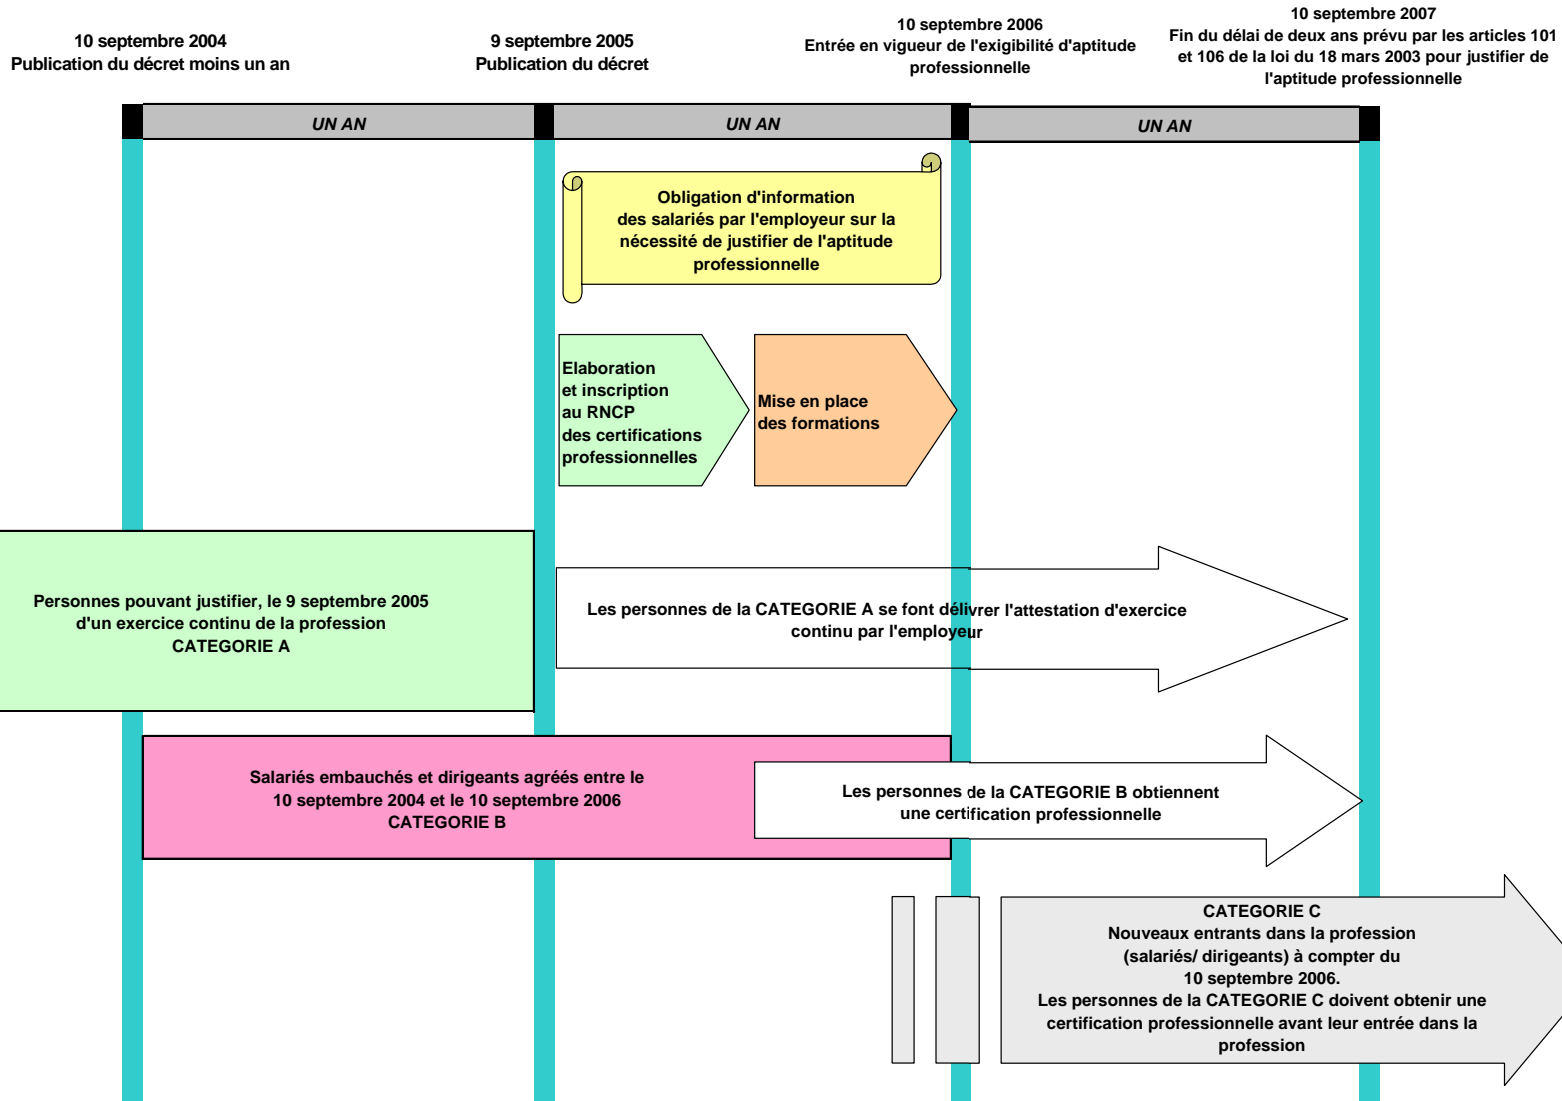 10 septembre 2004
Publication du décret moins un an
9 septembre 2005
Publication du décret
10 septembre 2006
Entrée en vigueur de l'exigibilité d'aptitude
professionnelle
10 septembre 2007
Fin du délai de deux ans prévu par les articles 101
et 106 de la loi du 18 mars 2003 pour justifier de
l'aptitude professionnelle
UN AN
UN AN
UN AN
Obligation d'information
des salariés par l'employeur sur la
nécessité de justifier de l'aptitude
professionnelle
Elaboration
et inscription
au RNCP
des certifications
professionnelles
Mise en place
des formations
Personnes pouvant justifier, le 9 septembre 2005
d'un exercice continu de la profession
CATEGORIE A
Les personnes de la CATEGORIE A se font délivrer l'attestation d'exercice
continu par l'employeur
Salariés embauchés et dirigeants agréés entre le
10 septembre 2004 et le 10 septembre 2006
CATEGORIE B
Les personnes de la CATEGORIE B obtiennent
une certification professionnelle
CATEGORIE C
Nouveaux entrants dans la profession
(salariés/ dirigeants) à compter du
10 septembre 2006.
Les personnes de la CATEGORIE C doivent obtenir une
certification professionnelle avant leur entrée dans la
profession